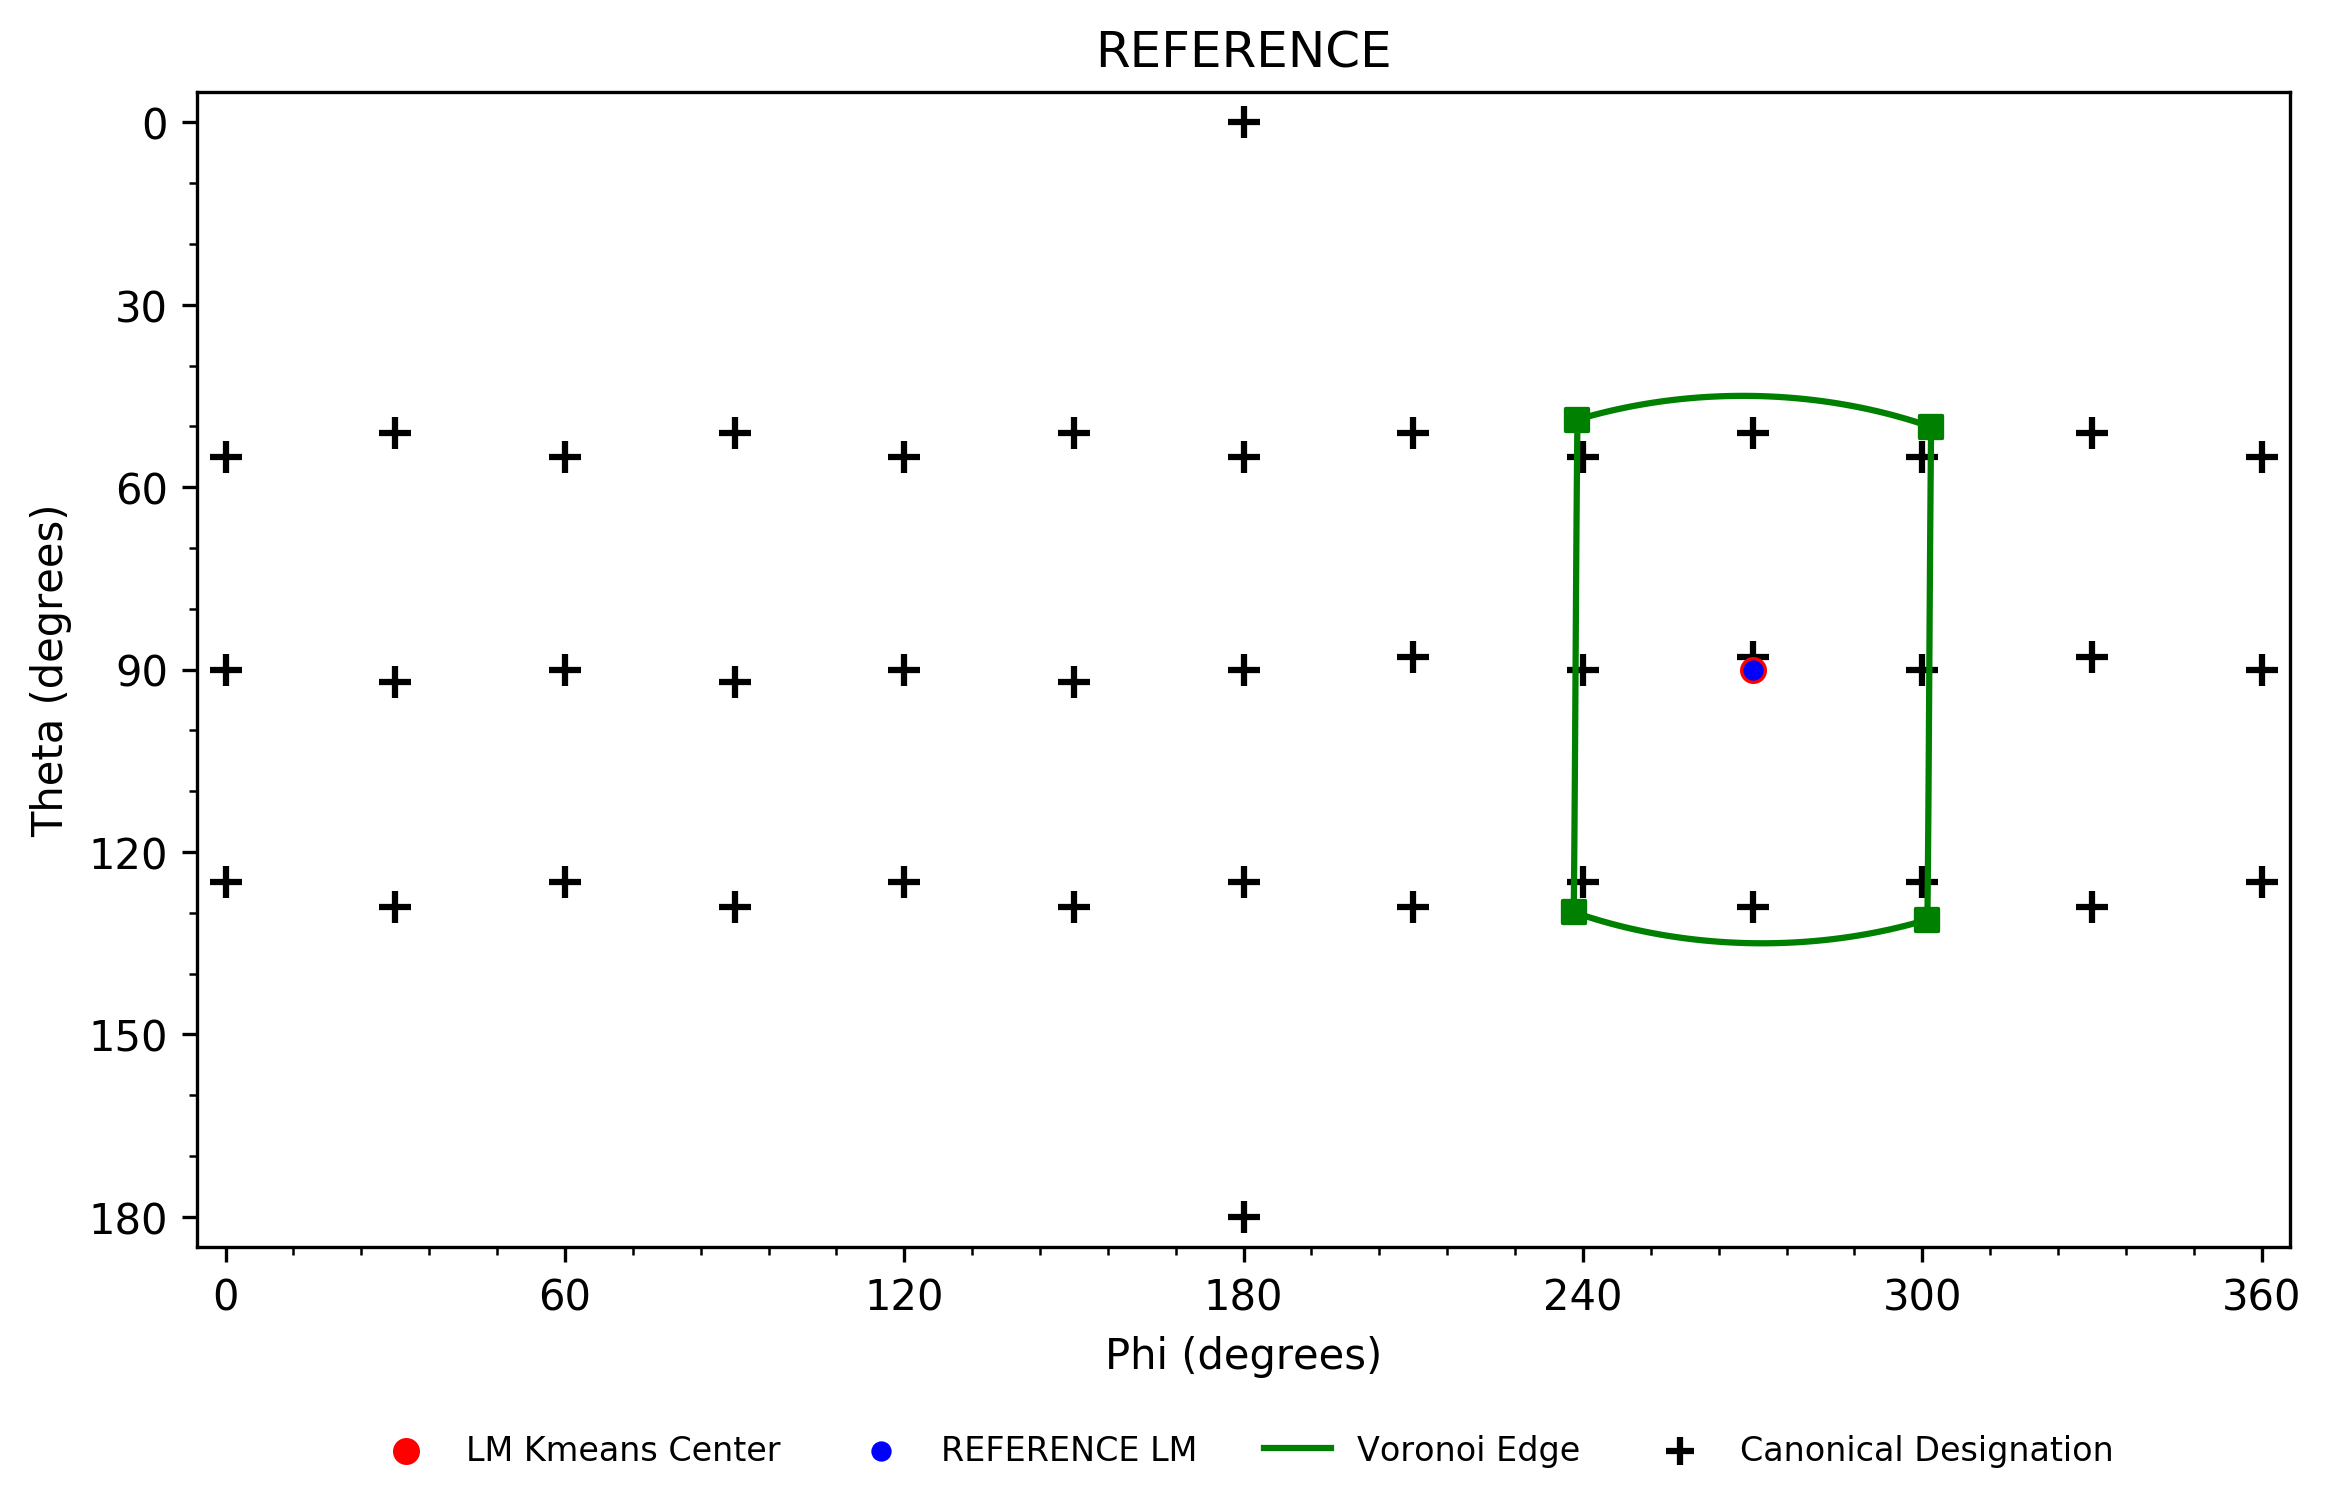 REFERENCE
0
30
60
90
120
150
180
Theta (degrees)
0 60 120 180 240 300 360
Phi (degrees)
LM Kmeans Center REFERENCE LM Voronoi Edge Canonical Designation